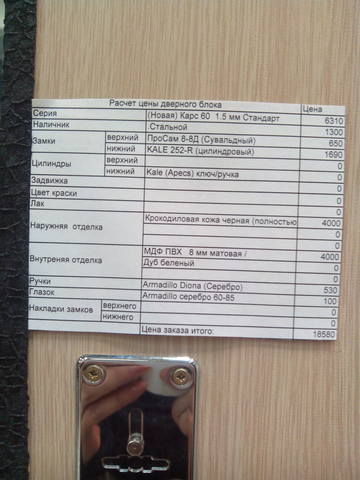 Расчет цены дверного блока Цена
Серия (Новая) Карс 60 1.5 мм Стандарт 6310
Наличник Стальной 1300
Замки верхний ПроСам 8-8Д (Сувальдный) 650
нижний KALE 252-R (цилиндровый) 1690
Цилиндры верхний 0
нижний Kale (Apecs) ключ/ручка 0
Задвижка 0
Цвет краски 0
Лак 0
Наружняя отделка Крокодиловая кожа черная (полностью 4000
0
0
Внутреняя отделка МДФ ПВХ 8 мм матовая / 4000
Дуб беленый 0
0
Ручки Armadillo Diona (Серебро) 530
Глазок Armadillo серебро 60-85 100
Накладки замков верхнего 0
нижнего 0
Цена заказа итого: 18580